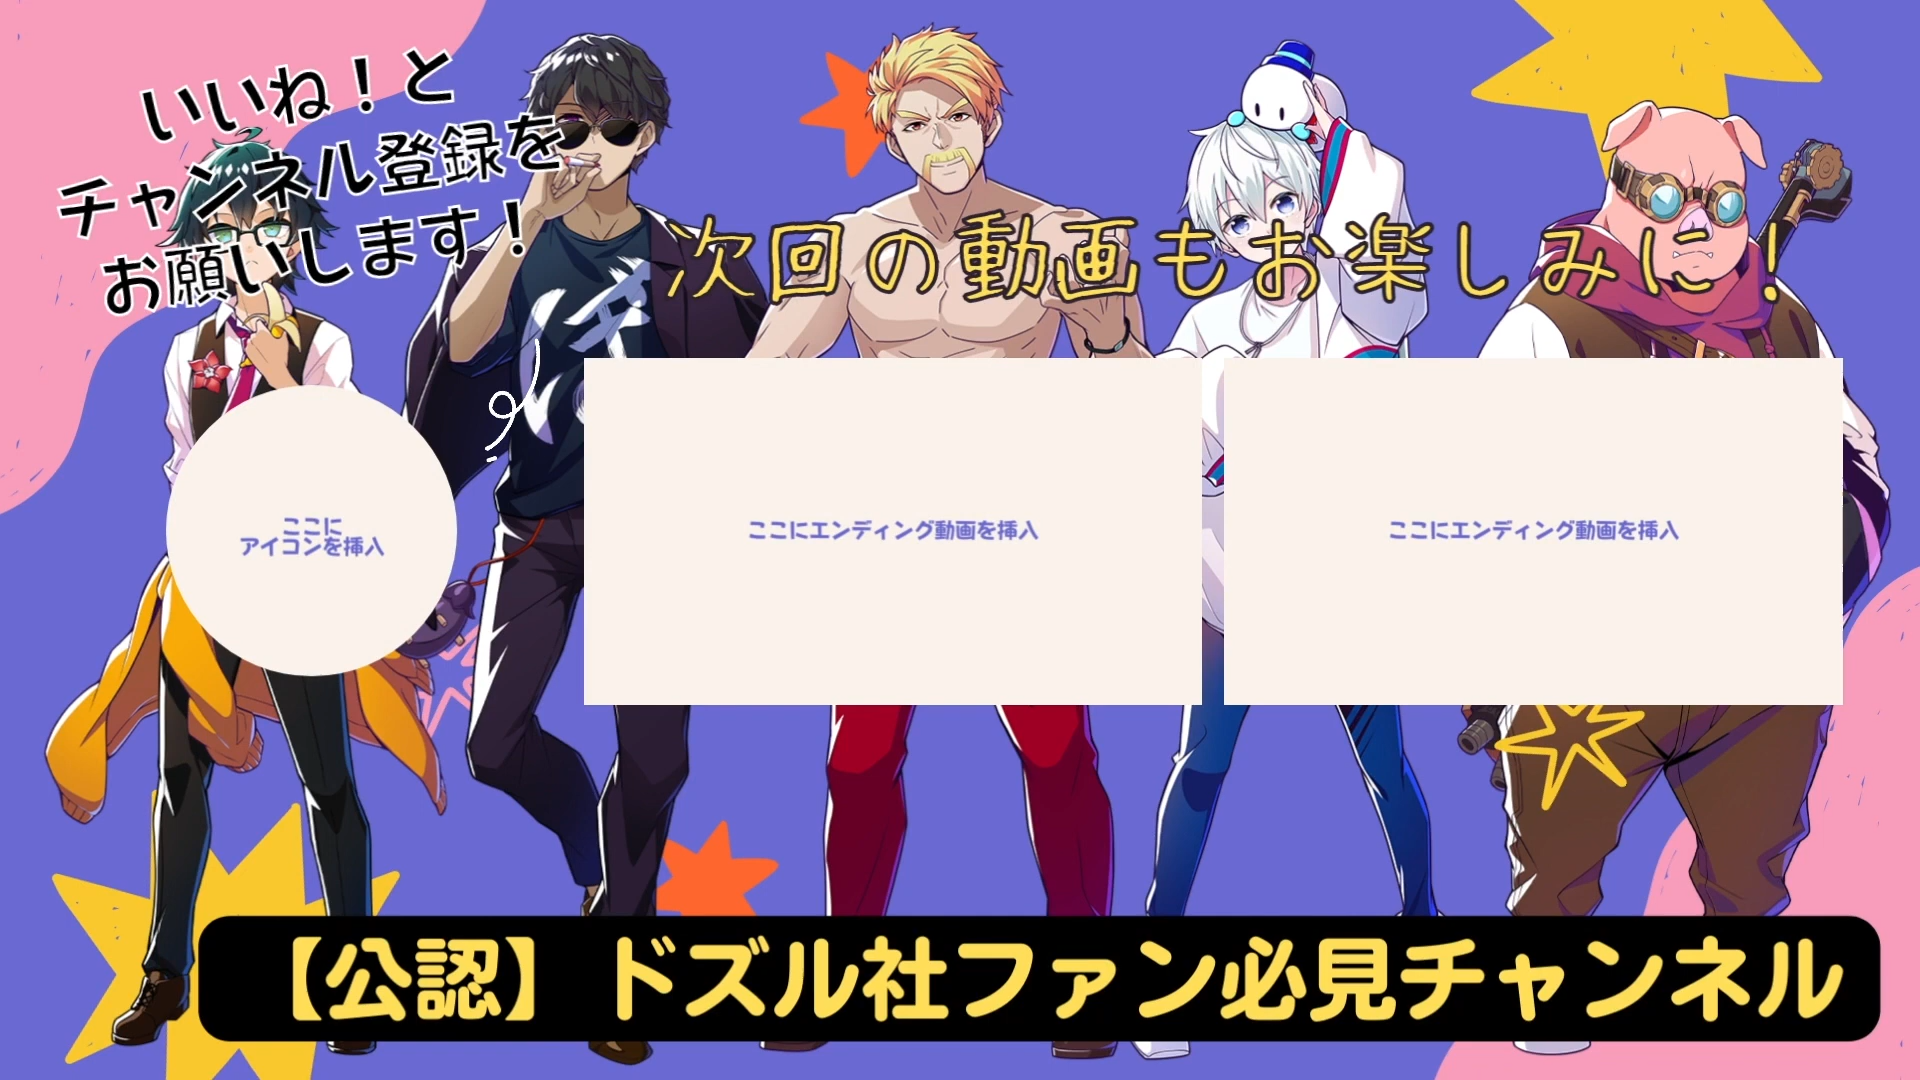 いいね！と
チャンネル登録を
お願いします！
次回の動画もお楽しみに！
ここに
アイコンを挿入
ここにエンディング動画を挿入
ここにエンディング動画を挿入
【公認】ドズル社ファン必見チャンネル